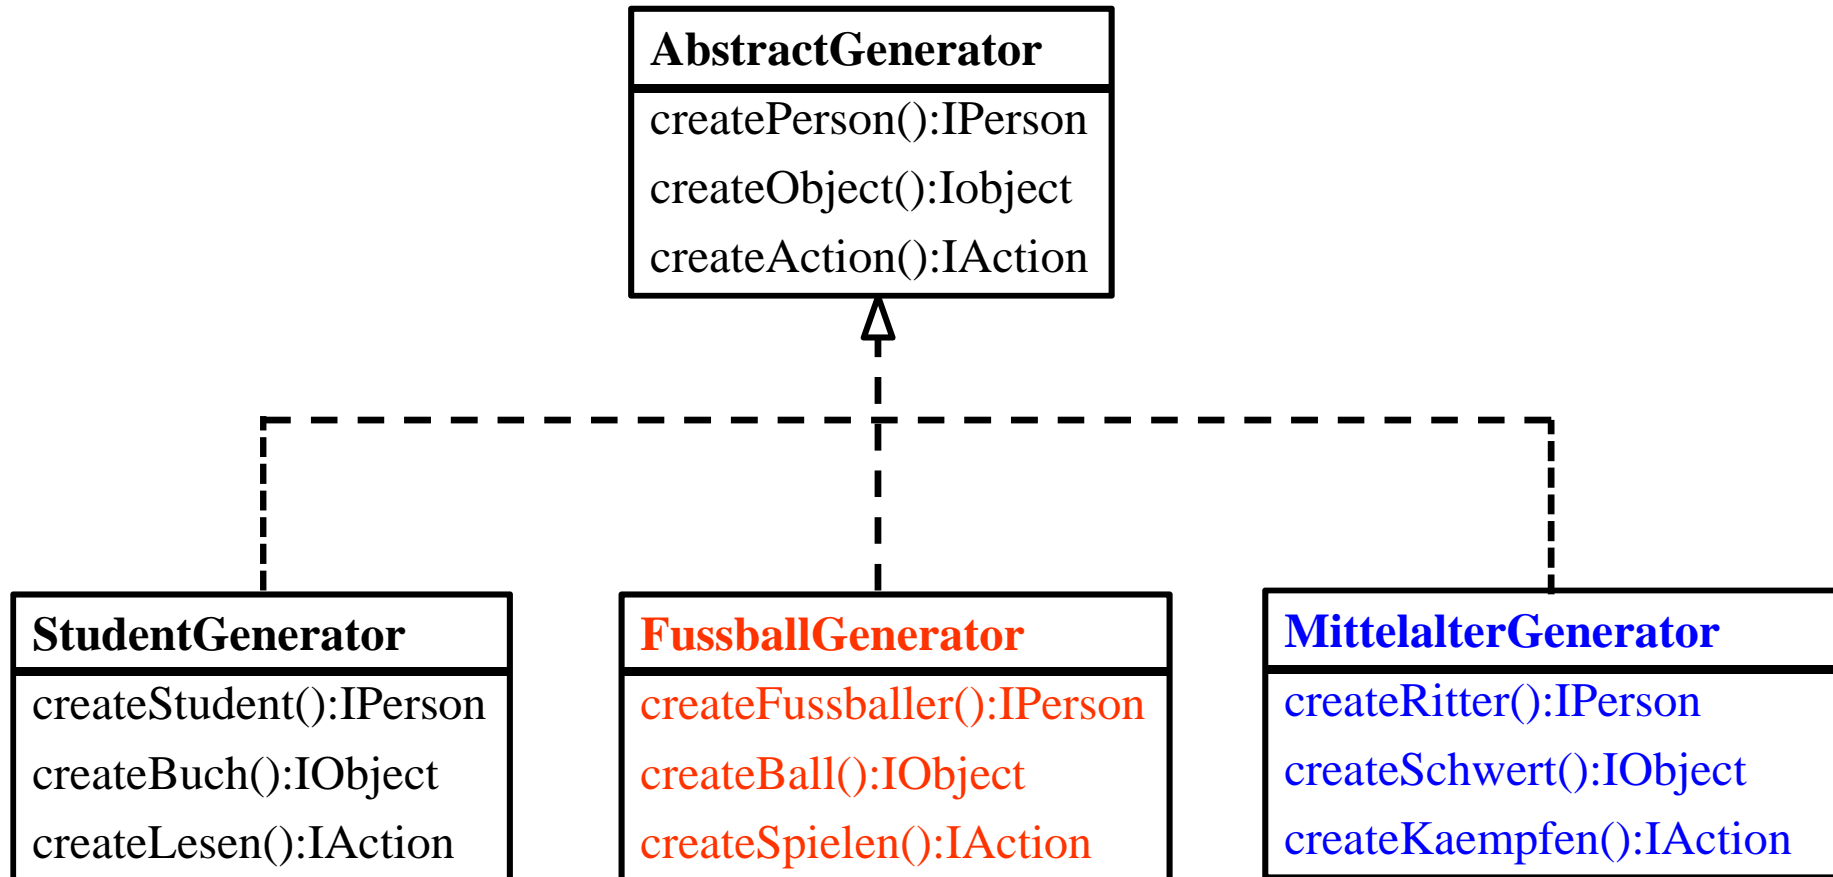 AbstractGenerator
createPerson():IPerson
createObject():Iobject
createAction():IAction
StudentGenerator
createStudent():IPerson
createBuch():IObject
createLesen():IAction
FussballGenerator
createFussballer():IPerson
createBall():IObject
createSpielen():IAction
MittelalterGenerator
createRitter():IPerson
createSchwert():IObject
createKaempfen():IAction